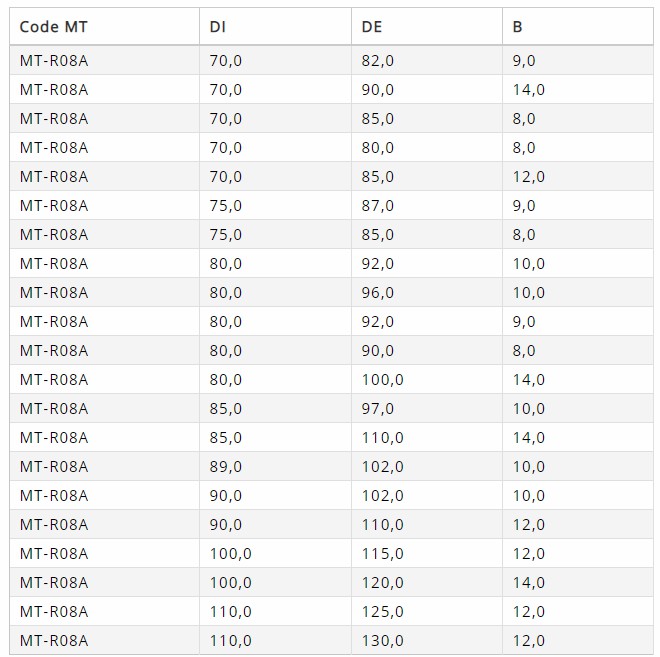 Code MT DI DE B
MT-R08A 70,0 82,0 9,0
MT-R08A 70,0 90,0 14,0
MT-R08A 70,0 85,0 8,0
MT-R08A 70,0 80,0 8,0
MT-R08A 70,0 85,0 12,0
MT-R08A 75,0 87,0 9,0
MT-R08A 75,0 85,0 8,0
MT-R08A 80,0 92,0 10,0
MT-R08A 80,0 96,0 10,0
MT-R08A 80,0 92,0 9,0
MT-R08A 80,0 90,0 8,0
MT-R08A 80,0 100,0 14,0
MT-R08A 85,0 97,0 10,0
MT-R08A 85,0 110,0 14,0
MT-R08A 89,0 102,0 10,0
MT-R08A 90,0 102,0 10,0
MT-R08A 90,0 110,0 12,0
MT-R08A 100,0 115,0 12,0
MT-R08A 100,0 120,0 14,0
MT-R08A 110,0 125,0 12,0
MT-R08A 110,0 130,0 12,0